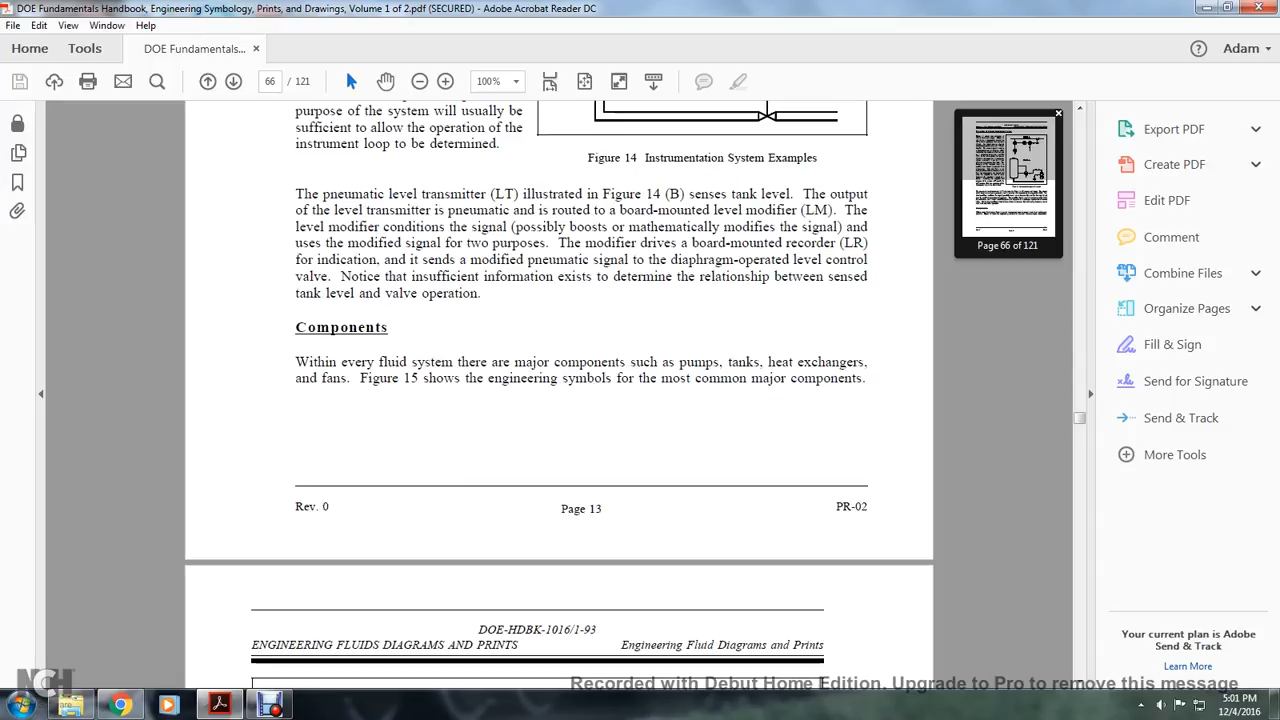 DOE Fundamentals Handbook, Engineering Symbology, Prints, and Drawings, Volume 1 of 2.pdf (SECURED) - Adobe Acrobat Reader DC
File Edit View Window Help
Home Tools DOE Fundamentals... × Adam
66 / 121 100%
purpose of the system will usually be
sufficient to allow the operation of the
instrument loop to be determined.
Figure 14 Instrumentation System Examples
The pneumatic level transmitter (LT) illustrated in Figure 14 (B) senses tank level. The output
of the level transmitter is pneumatic and is routed to a board-mounted level modifier (LM). The
level modifier conditions the signal (possibly boosts or mathematically modifies the signal) and
uses the modified signal for two purposes. The modifier drives a board-mounted recorder (LR)
for indication, and it sends a modified pneumatic signal to the diaphragm-operated level control
valve. Notice that insufficient information exists to determine the relationship between sensed
tank level and valve operation.
Components
Within every fluid system there are major components such as pumps, tanks, heat exchangers,
and fans. Figure 15 shows the engineering symbols for the most common major components.
Rev. 0 Page 13 PR-02
DOE-HDBK-1016/1-93
ENGINEERING FLUIDS DIAGRAMS AND PRINTS Engineering Fluid Diagrams and Prints
Page 66 of 121
Export PDF
Create PDF
Edit PDF
Comment
Combine Files
Organize Pages
Fill & Sign
Send for Signature
Send & Track
More Tools
Your current plan is Adobe
Send & Track
Learn More
NCH
Recorded with Debut Home Edition. Upgrade to Pro to remove this message
5:01 PM
12/4/2016